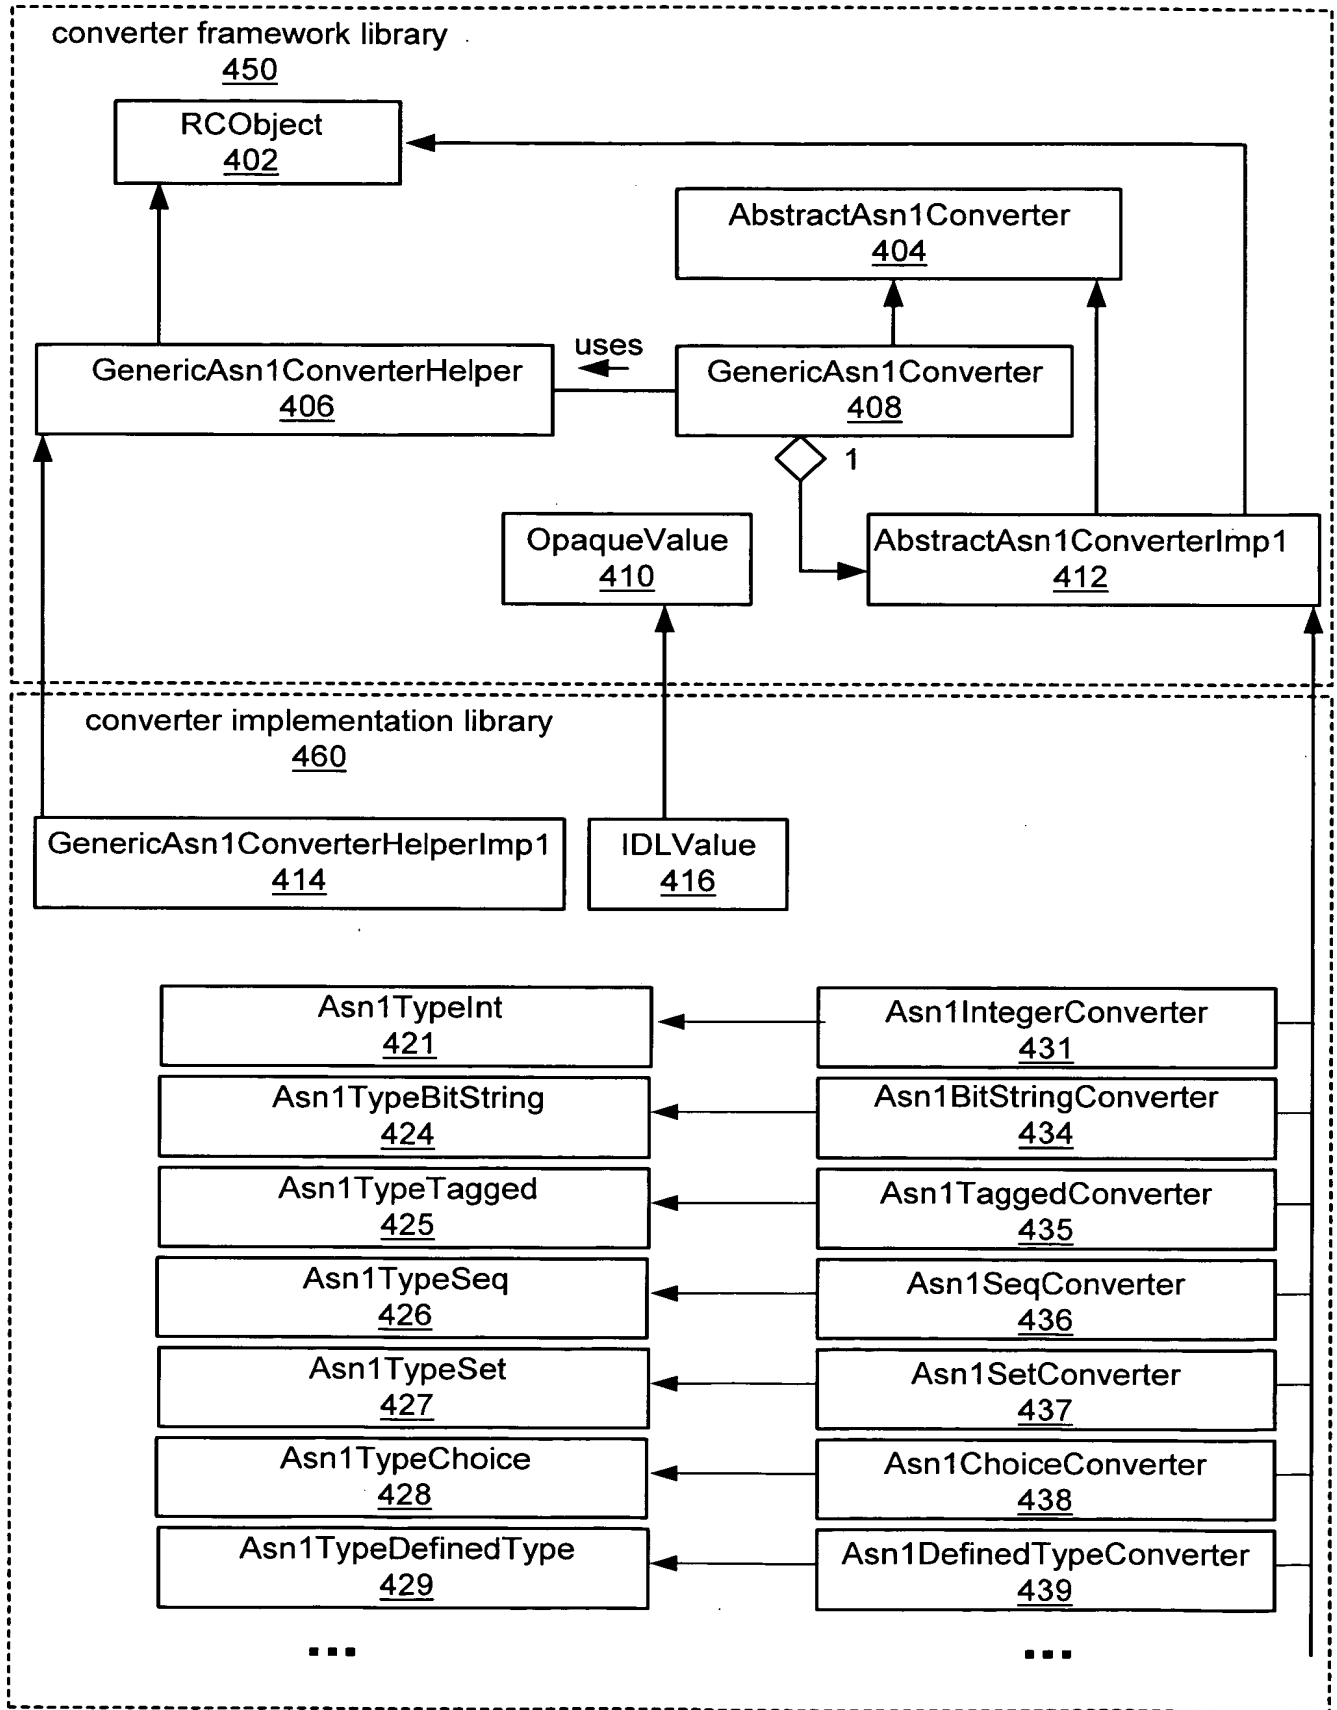 converter framework library
450
RCObject
402
AbstractAsn1Converter
404
uses
GenericAsn1ConverterHelper
406
GenericAsn1Converter
408
1
OpaqueValue
410
AbstractAsn1ConverterImp1
412
converter implementation library
460
GenericAsn1ConverterHelperImp1
414
IDLValue
416
Asn1TypeInt
421
Asn1IntegerConverter
431
Asn1TypeBitString
424
Asn1BitStringConverter
434
Asn1TypeTagged
425
Asn1TaggedConverter
435
Asn1TypeSeq
426
Asn1SeqConverter
436
Asn1TypeSet
427
Asn1SetConverter
437
Asn1TypeChoice
428
Asn1ChoiceConverter
438
Asn1TypeDefinedType
429
Asn1DefinedTypeConverter
439
...
...